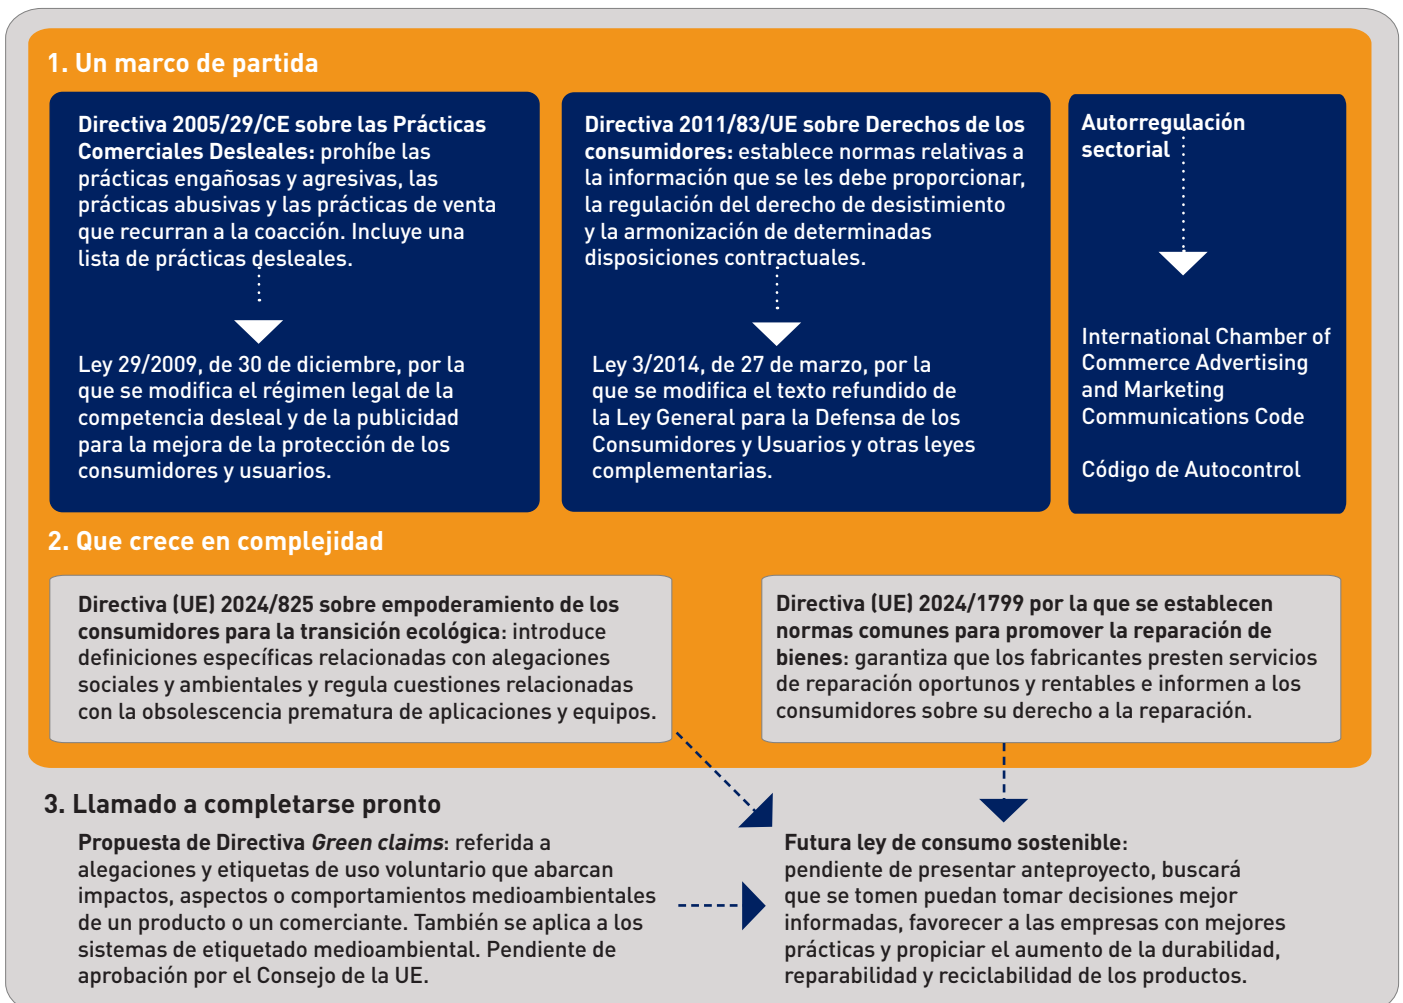 1. Un marco de partida
Directiva 2005/29/CE sobre las Prácticas
Comerciales Desleales: prohíbe las
prácticas engañosas y agresivas, las
prácticas abusivas y las prácticas de venta
que recurran a la coacción. Incluye una
lista de prácticas desleales.
Ley 29/2009, de 30 de diciembre, por la
que se modifica el régimen legal de la
competencia desleal y de la publicidad
para la mejora de la protección de los
consumidores y usuarios.
Directiva 2011/83/UE sobre Derechos de los
consumidores: establece normas relativas a
la información que se les debe proporcionar,
la regulación del derecho de desistimiento
y la armonización de determinadas
disposiciones contractuales.
Ley 3/2014, de 27 de marzo, por la
que se modifica el texto refundido de
la Ley General para la Defensa de los
Consumidores y Usuarios y otras leyes
complementarias.
Autorregulación
sectorial
International Chamber of
Commerce Advertising
and Marketing
Communications Code
Código de Autocontrol
2. Que crece en complejidad
Directiva (UE) 2024/825 sobre empoderamiento de los
consumidores para la transición ecológica: introduce
definiciones específicas relacionadas con alegaciones
sociales y ambientales y regula cuestiones relacionadas
con la obsolescencia prematura de aplicaciones y equipos.
Directiva (UE) 2024/1799 por la que se establecen
normas comunes para promover la reparación de
bienes: garantiza que los fabricantes presten servicios
de reparación oportunos y rentables e informen a los
consumidores sobre su derecho a la reparación.
3. Llamado a completarse pronto
Propuesta de Directiva Green claims: referida a
alegaciones y etiquetas de uso voluntario que abarcan
impactos, aspectos o comportamientos medioambientales
de un producto o un comerciante. También se aplica a los
sistemas de etiquetado medioambiental. Pendiente de
aprobación por el Consejo de la UE.
Futura ley de consumo sostenible:
pendiente de presentar anteproyecto, buscará
que se tomen puedan tomar decisiones mejor
informadas, favorecer a las empresas con mejores
prácticas y propiciar el aumento de la durabilidad,
reparabilidad y reciclabilidad de los productos.